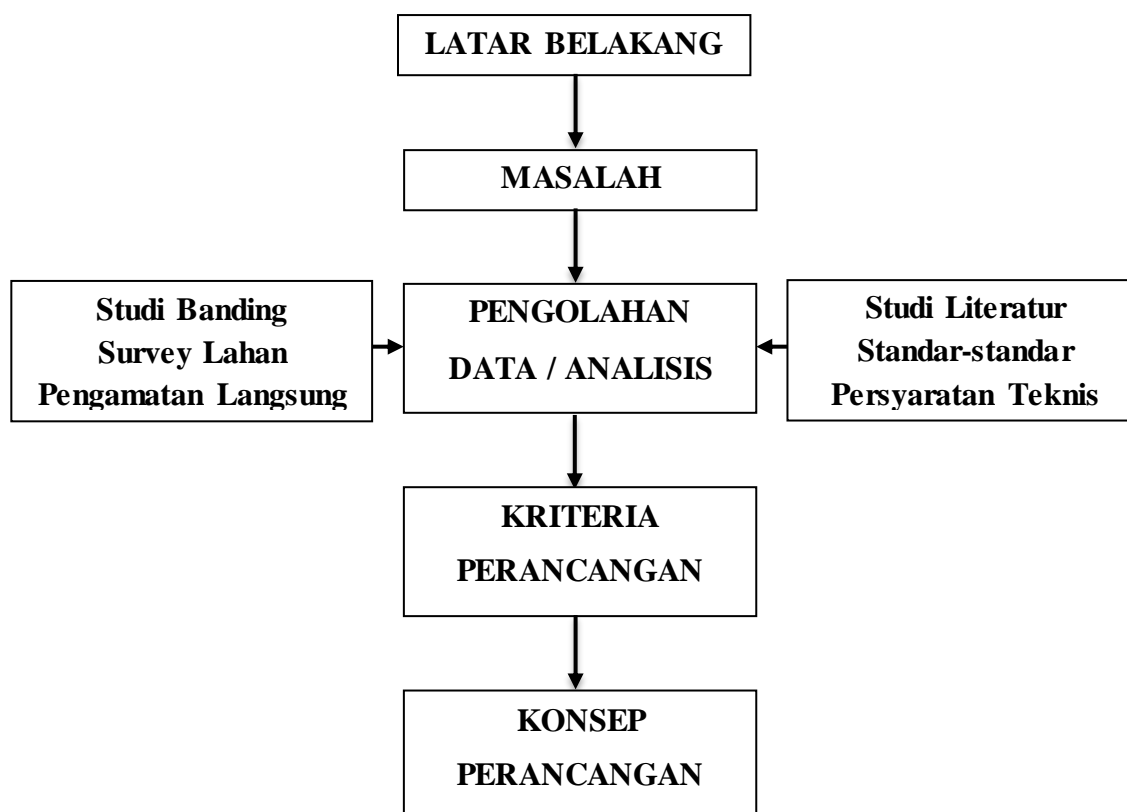 LATAR BELAKANG
MASALAH
Studi Banding
Survey Lahan
Pengamatan Langsung
PENGOLAHAN
DATA / ANALISIS
Studi Literatur
Standar-standar
Persyaratan Teknis
KRITERIA
PERANCANGAN
KONSEP
PERANCANGAN